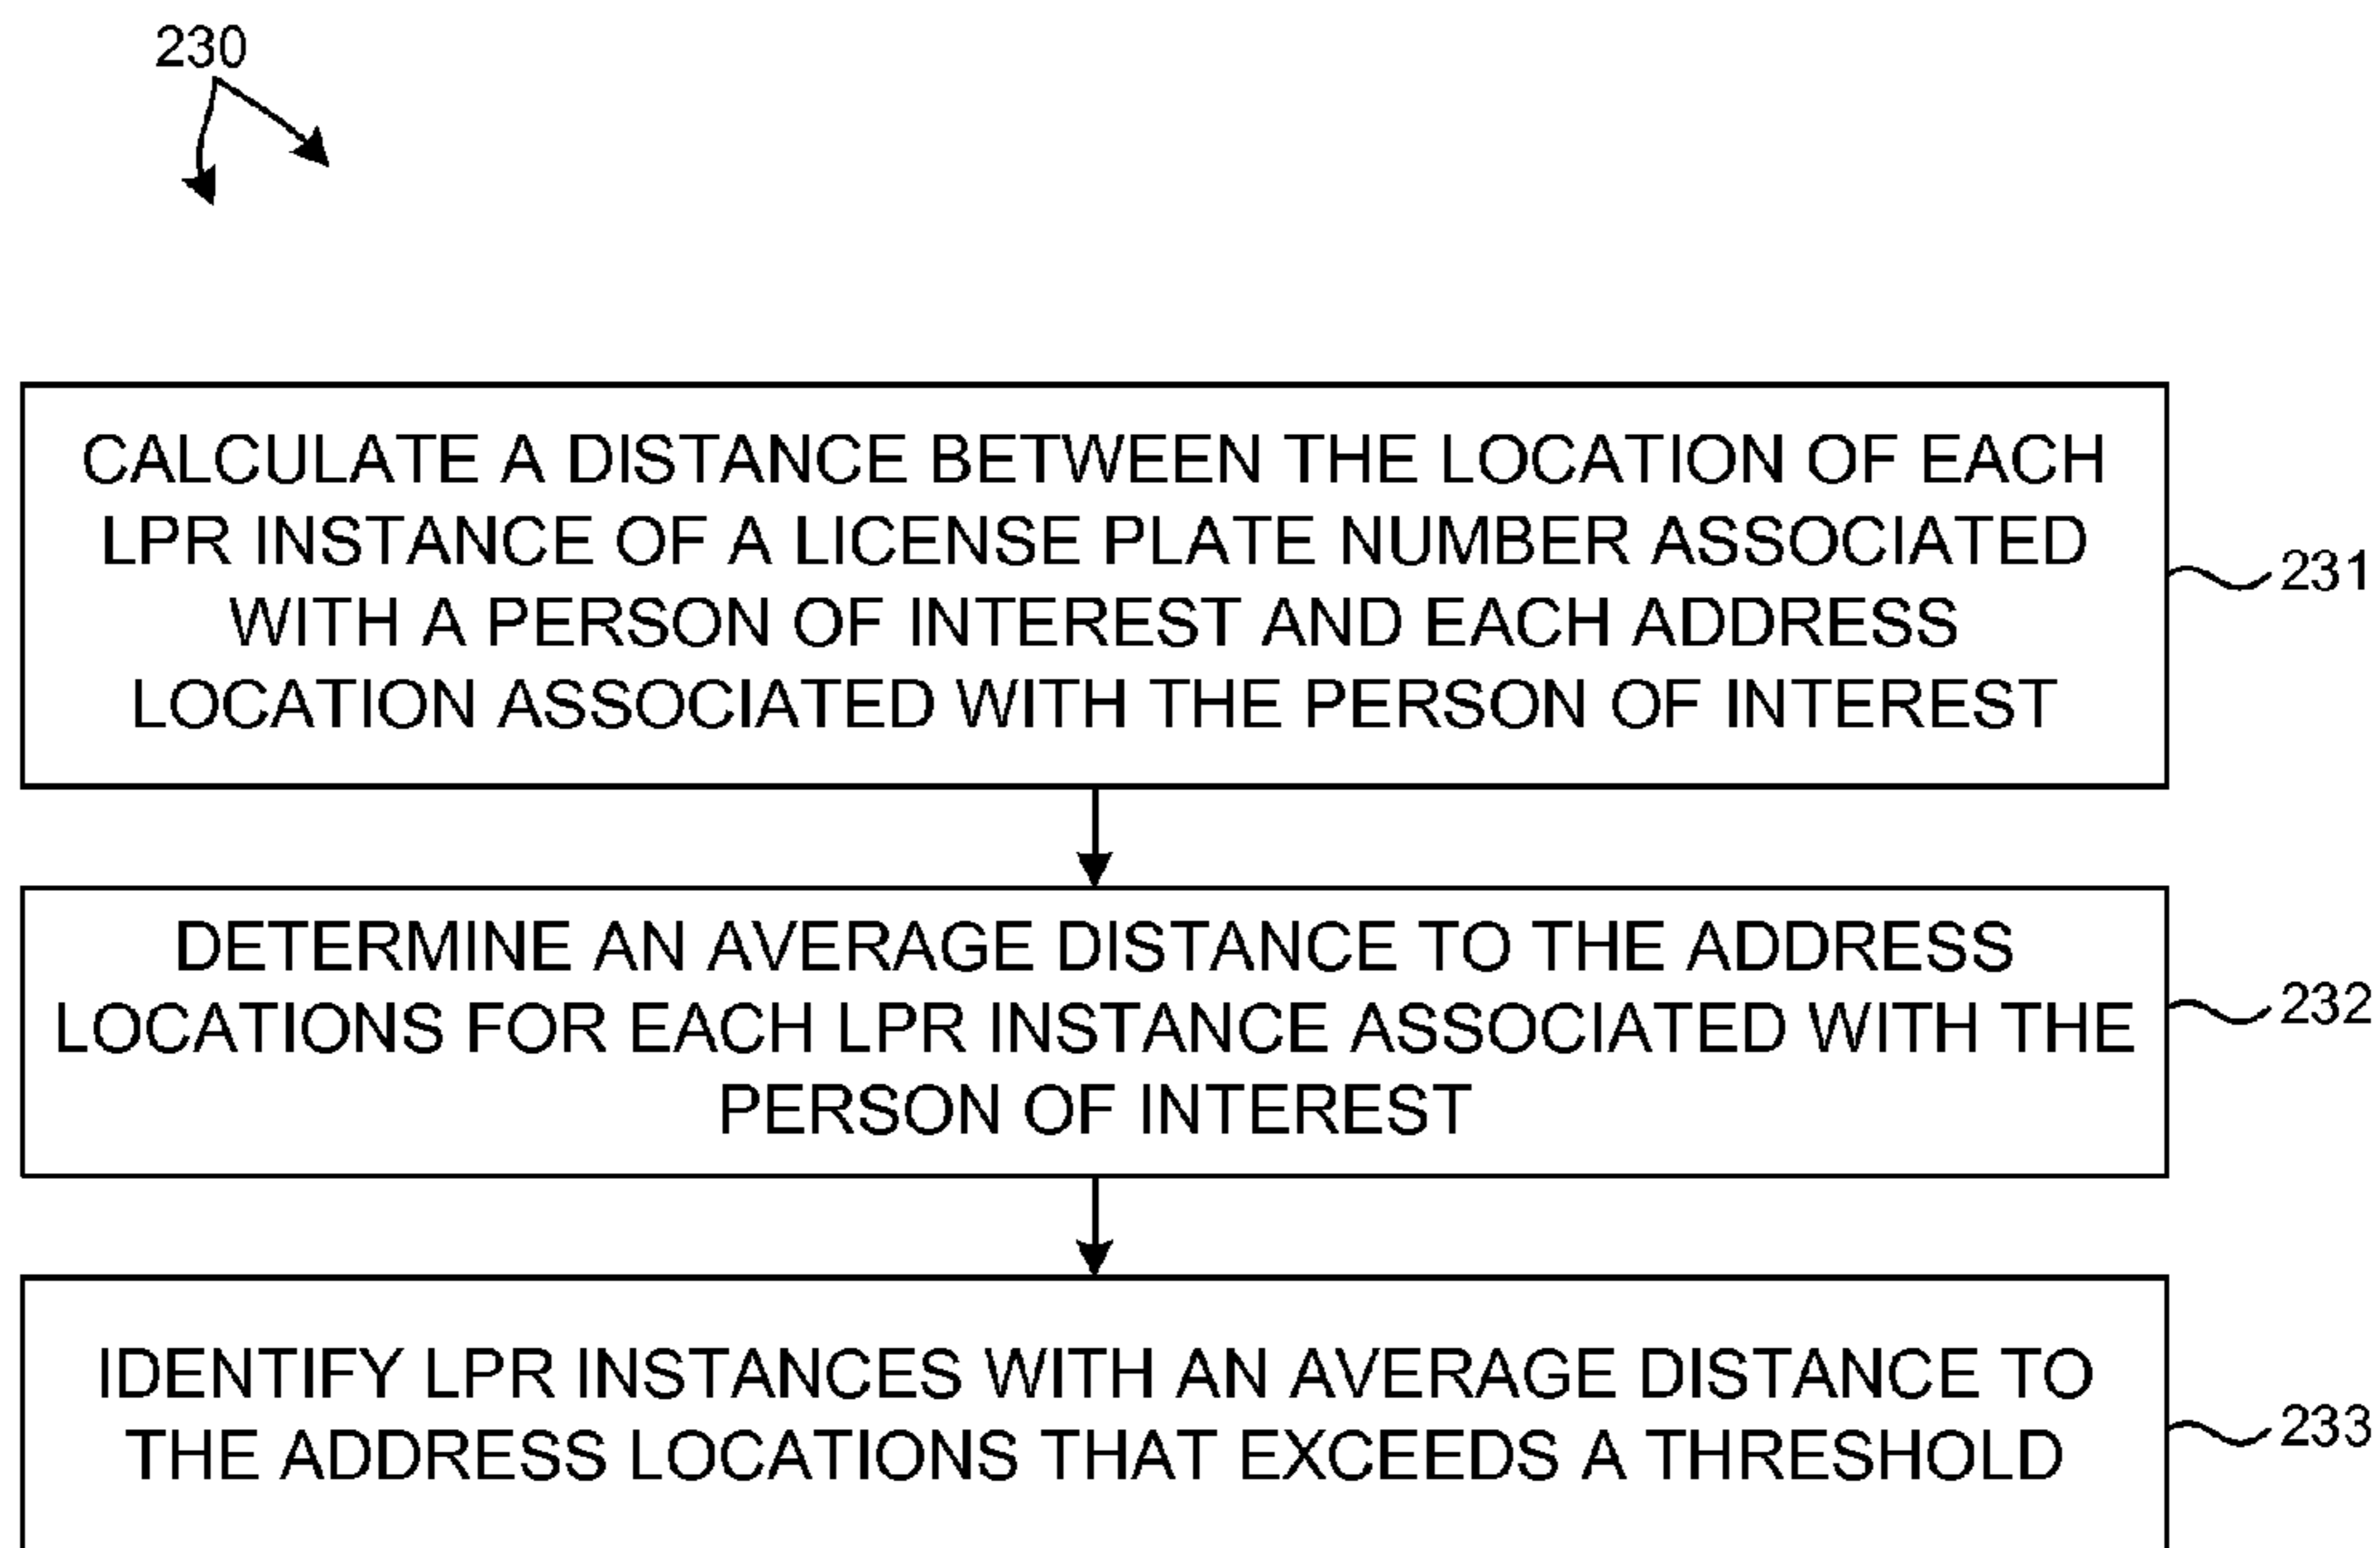 230
CALCULATE A DISTANCE BETWEEN THE LOCATION OF EACH
LPR INSTANCE OF A LICENSE PLATE NUMBER ASSOCIATED
WITH A PERSON OF INTEREST AND EACH ADDRESS
LOCATION ASSOCIATED WITH THE PERSON OF INTEREST
231
DETERMINE AN AVERAGE DISTANCE TO THE ADDRESS
LOCATIONS FOR EACH LPR INSTANCE ASSOCIATED WITH THE
PERSON OF INTEREST
232
IDENTIFY LPR INSTANCES WITH AN AVERAGE DISTANCE TO
THE ADDRESS LOCATIONS THAT EXCEEDS A THRESHOLD
233